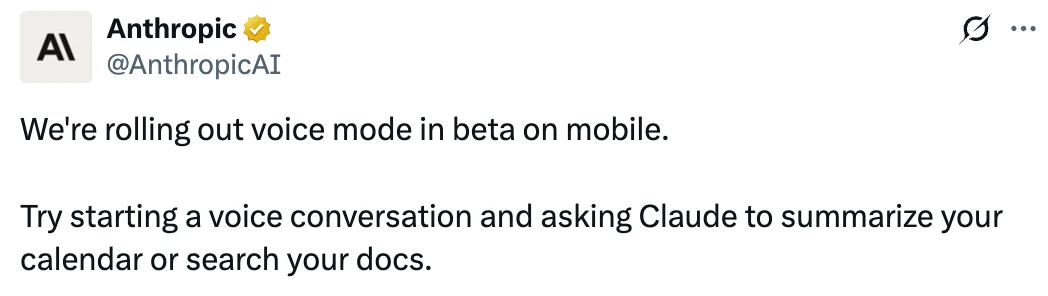 A\
Anthropic
@AnthropicAI
We're rolling out voice mode in beta on mobile.
Try starting a voice conversation and asking Claude to summarize your
calendar or search your docs.